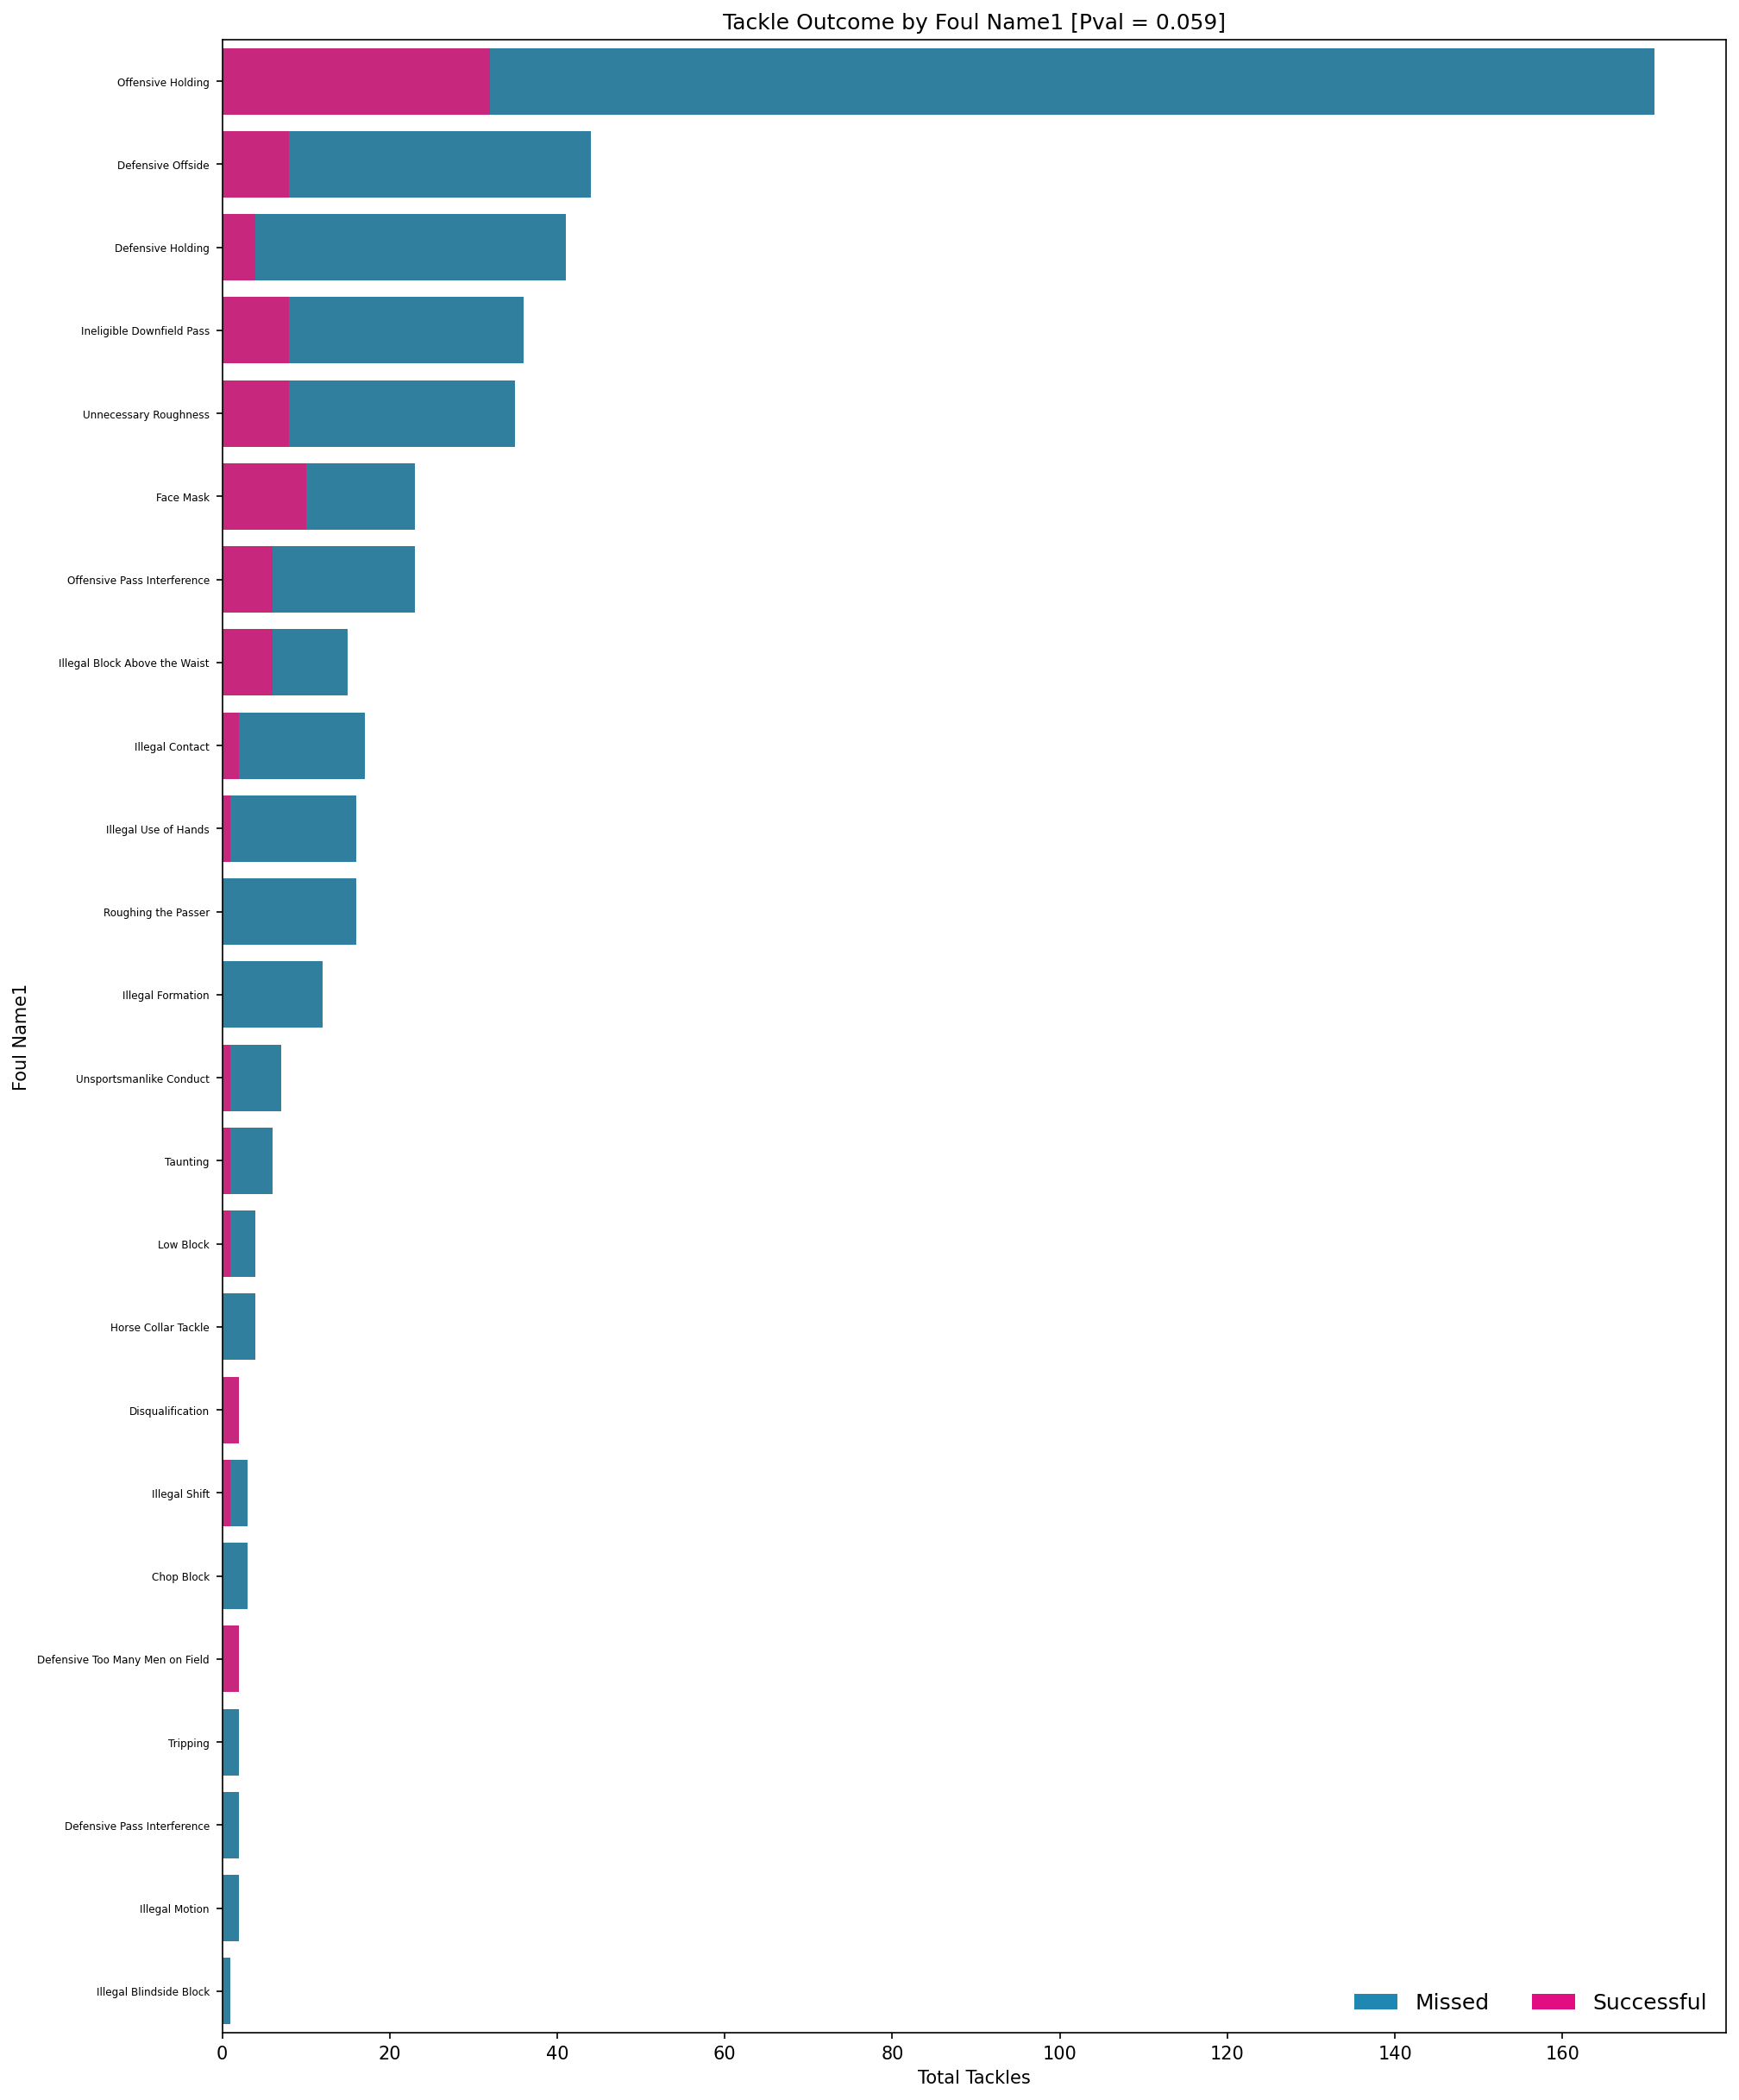 Tackle Outcome by Foul Name1 [Pval = 0.059]
Offensive Holding
Defensive Offside
Defensive Holding
Ineligible Downfield Pass
Unnecessary Roughness
Face Mask
Offensive Pass Interference
Illegal Block Above the Waist
Illegal Contact
Illegal Use of Hands
Roughing the Passer
Illegal Formation
Unsportsmanlike Conduct
Taunting
Low Block
Horse Collar Tackle
Disqualification
Illegal Shift
Chop Block
Defensive Too Many Men on Field
Tripping
Defensive Pass Interference
Illegal Motion
Illegal Blindside Block
Foul Name1
Missed Successful
0 20 40 60 80 100 120 140 160
Total Tackles